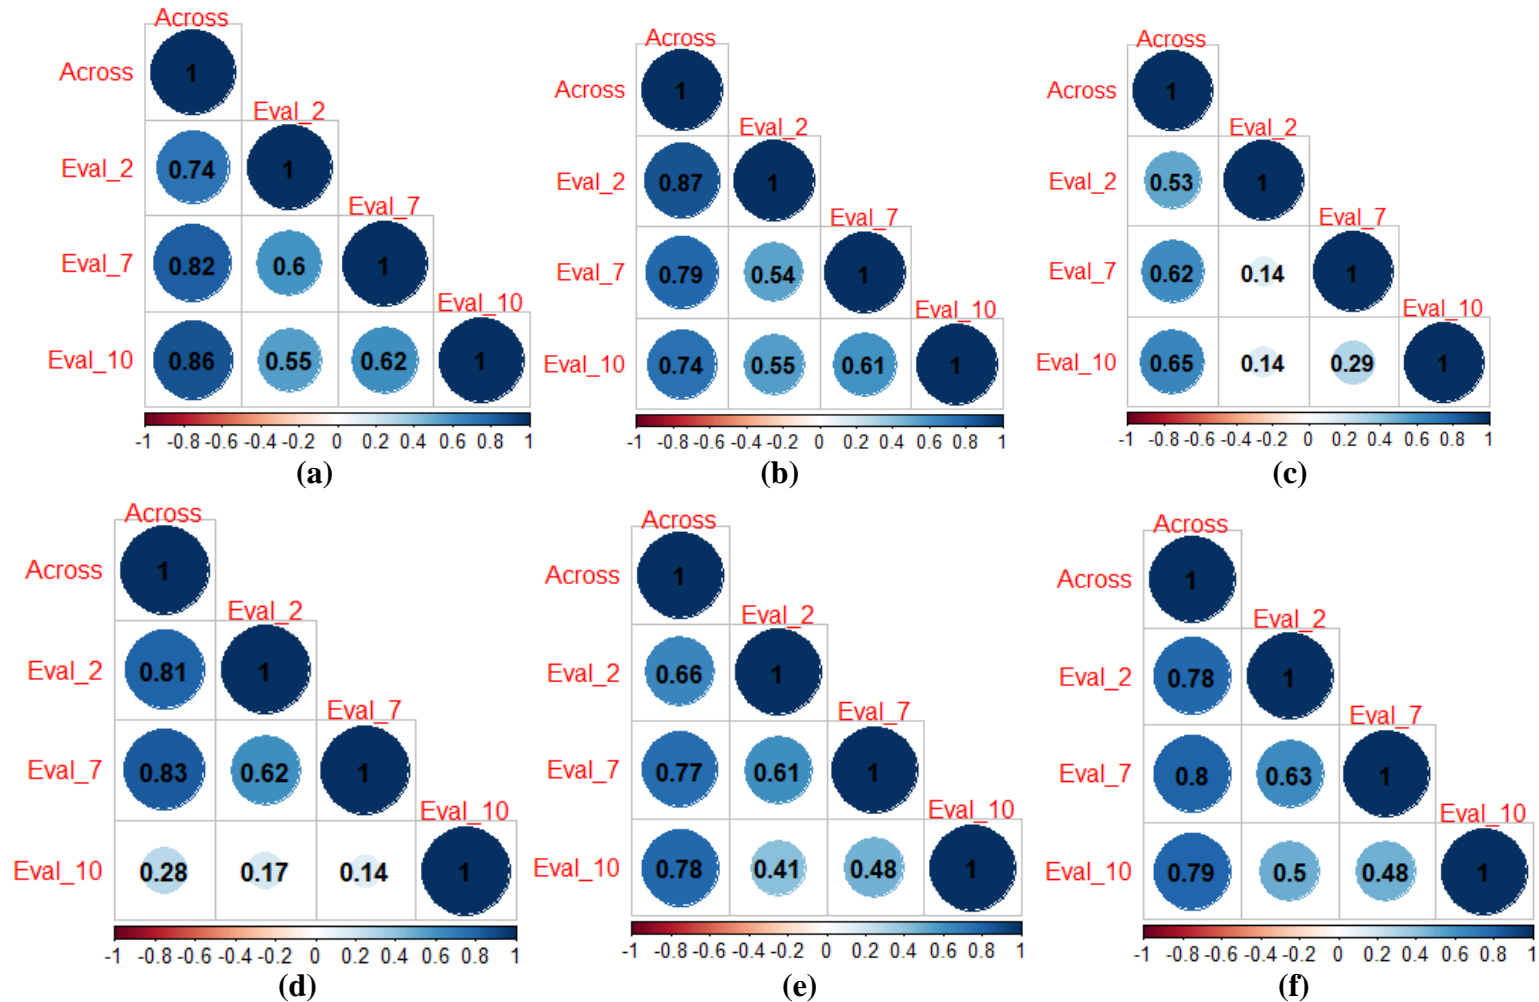 Across
Across 1
Eval_2
Eval_2 0.74 1
Eval_7
Eval_7 0.82 0.6 1
Eval_10
Eval_10 0.86 0.55 0.62 1
-1 -0.8 -0.6 -0.4 -0.2 0 0.2 0.4 0.6 0.8 1
(a)
Across
Across 1
Eval_2
Eval_2 0.87 1
Eval_7
Eval_7 0.79 0.54 1
Eval_10
Eval_10 0.74 0.55 0.61 1
-1 -0.8 -0.6 -0.4 -0.2 0 0.2 0.4 0.6 0.8 1
(b)
Across
Across 1
Eval_2
Eval_2 0.53 1
Eval_7
Eval_7 0.62 0.14 1
Eval_10
Eval_10 0.65 0.14 0.29 1
-1 -0.8 -0.6 -0.4 -0.2 0 0.2 0.4 0.6 0.8 1
(c)
Across
Across 1
Eval_2
Eval_2 0.81 1
Eval_7
Eval_7 0.83 0.62 1
Eval_10
Eval_10 0.28 0.17 0.14 1
-1 -0.8 -0.6 -0.4 -0.2 0 0.2 0.4 0.6 0.8 1
(d)
Across
Across 1
Eval_2
Eval_2 0.66 1
Eval_7
Eval_7 0.77 0.61 1
Eval_10
Eval_10 0.78 0.41 0.48 1
-1 -0.8 -0.6 -0.4 -0.2 0 0.2 0.4 0.6 0.8 1
(e)
Across
Across 1
Eval_2
Eval_2 0.78 1
Eval_7
Eval_7 0.8 0.63 1
Eval_10
Eval_10 0.79 0.5 0.48 1
-1 -0.8 -0.6 -0.4 -0.2 0 0.2 0.4 0.6 0.8 1
(f)